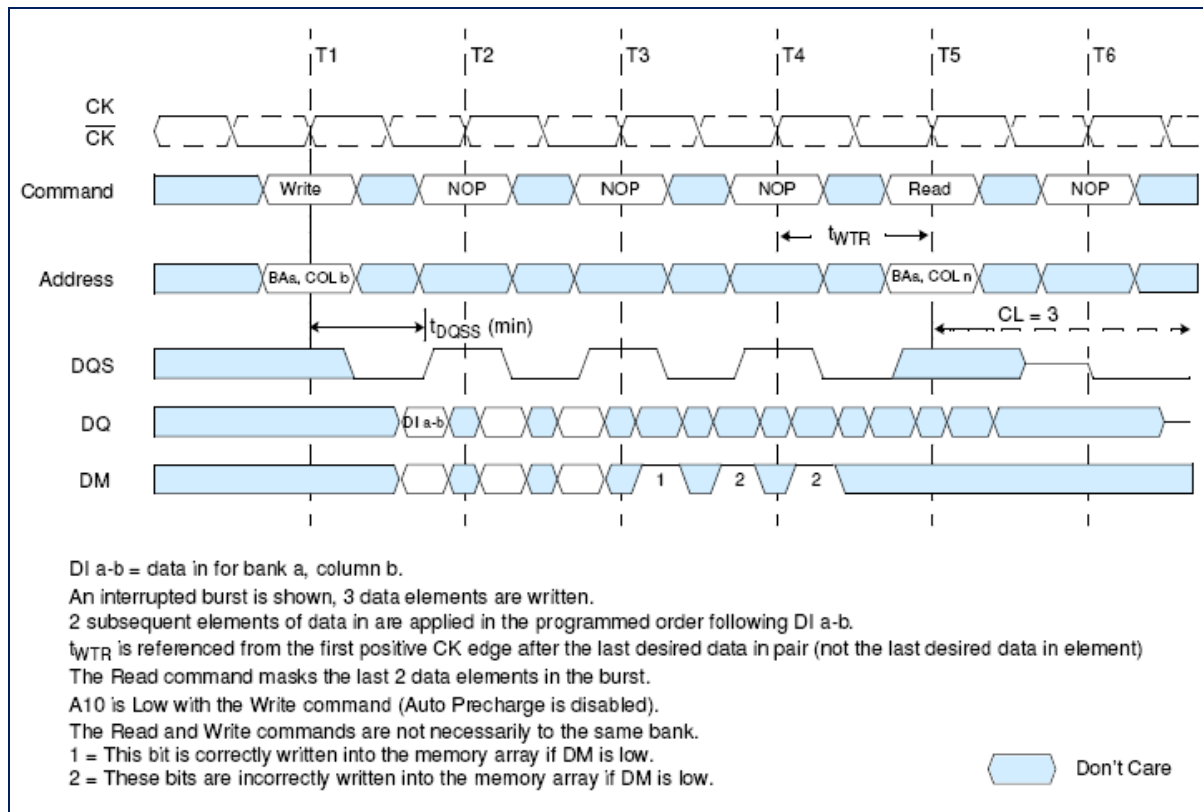 T1 T2 T3 T4 T5 T6
CK
CK
Command Write NOP NOP NOP Read NOP
tWTR
Address BAa, COL b BAa, COL n
tDQSS (min) CL = 3
DQS
DQ DI a-b
DM 1 2 2
DI a-b = data in for bank a, column b.
An interrupted burst is shown, 3 data elements are written.
2 subsequent elements of data in are applied in the programmed order following DI a-b.
tWTR is referenced from the first positive CK edge after the last desired data in pair (not the last desired data in element)
The Read command masks the last 2 data elements in the burst.
A10 is Low with the Write command (Auto Precharge is disabled).
The Read and Write commands are not necessarily to the same bank.
1 = This bit is correctly written into the memory array if DM is low.
2 = These bits are incorrectly written into the memory array if DM is low.
Don't Care